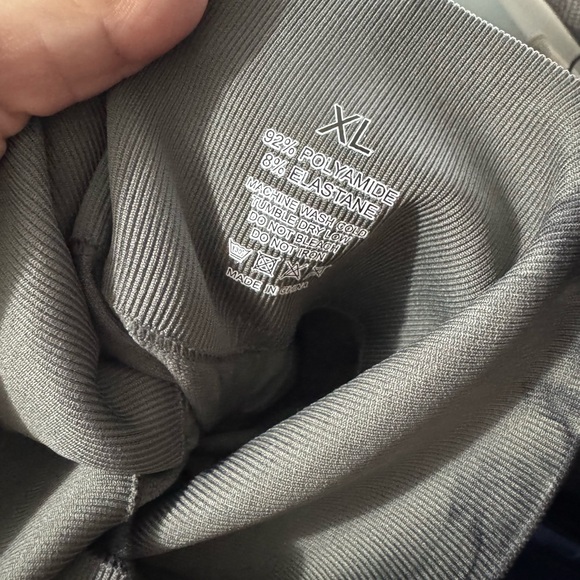 XL
92% POLYAMIDE
8% ELASTANE
MACHINE WASH COLD
TUMBLE DRY LOW
DO NOT BLEACH
DO NOT IRON
MADE IN CHINA